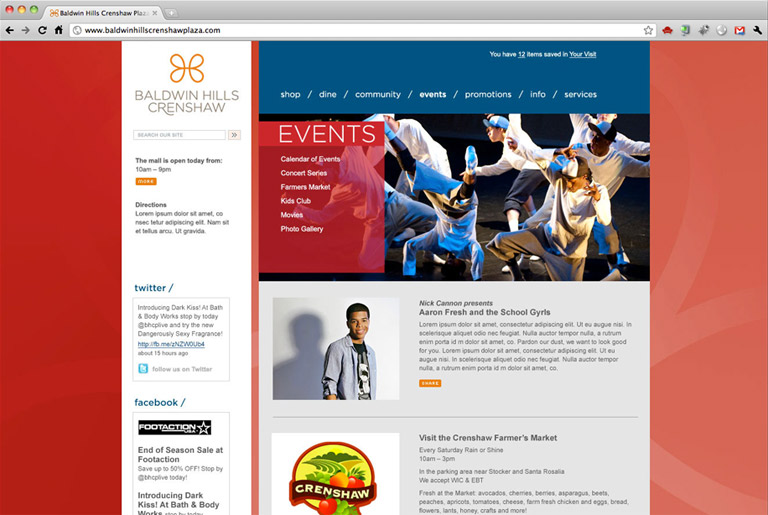 Baldwin Hills Crenshaw Plaza
www.baldwinhillscrenshawplaza.com
BALDWIN HILLS
CRENSHAW
SEARCH OUR SITE
The mall is open today from:
10am – 9pm
more
Directions
Lorem ipsum dolor sit amet, co
nsec tetur adipiscing elit. Nam sit
et tellus arcu. Ut gravida.
twitter /
Introducing Dark Kiss! At Bath
& Body Works stop by today
@bhcplive and try the new
Dangerously Sexy Fragrance!
http://fb.me/zNZW0Ub4
about 15 hours ago
follow us on Twitter
facebook /
FOOTACTION
USA
End of Season Sale at
Footaction
Save up to 50% OFF! Stop by
@bhcplive today!
Introducing Dark
Kiss! At Bath & Body
Works stop by today
You have 12 items saved in Your Visit
shop / dine / community / events / promotions / info / services
EVENTS
Calendar of Events
Concert Series
Farmers Market
Kids Club
Movies
Photo Gallery
Nick Cannon presents
Aaron Fresh and the School Gyrls
Lorem ipsum dolor sit amet, consectetur adipiscing elit. Ut eu augue nisi. In
scelerisque aliquet odio nec feugiat. Nulla auctor tempor nulla, a rutrum
enim porta id m dolor sit amet, co. Pardon our dust, we want to look good
for you. Lorem ipsum dolor sit amet, consectetur adipiscing elit. Ut eu
augue nisi. In scelerisque aliquet odio nec feugiat. Nulla auctor tempor
nulla, a rutrum enim porta id m dolor sit amet, co.
SHARE
CRENSHAW
Visit the Crenshaw Farmer's Market
Every Saturday Rain or Shine
10am – 3pm
In the parking area near Stocker and Santa Rosalia
We accept WIC & EBT
Fresh at the Market: avocados, cherries, berries, asparagus, beets,
peaches, apricots, tomatoes, cheese, farm fresh chicken and eggs, bread,
flowers, lants, honey, crafts and more!